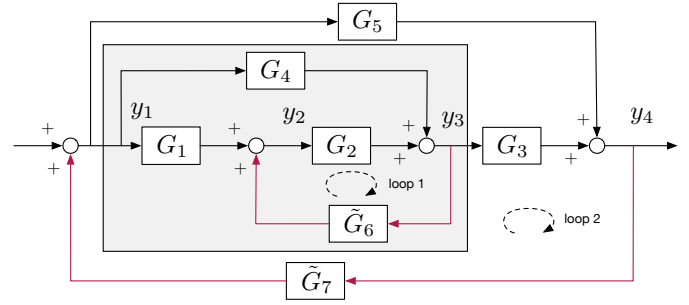 G₅
G₄
y₁ y₂ y₃ y₄
+ + + +
G₁ G₂ G₃
+ + + +
loop 1
G̃₆
loop 2
G̃₇